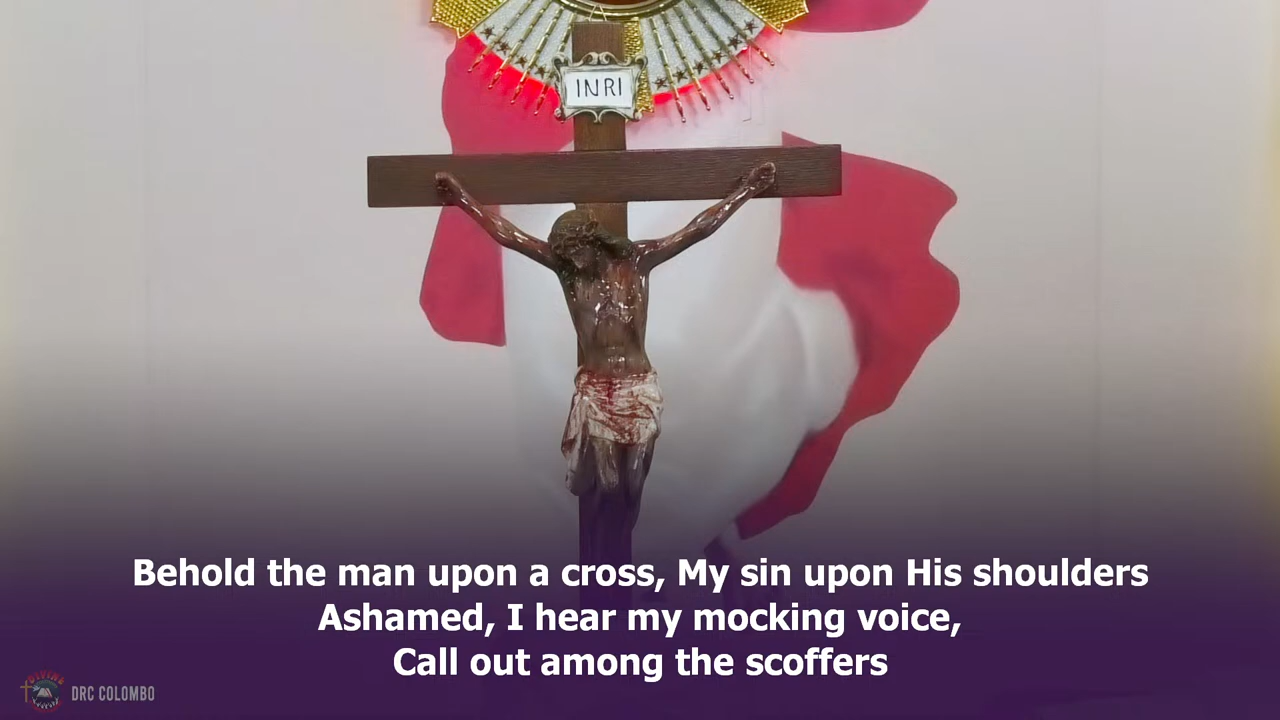 INRI
Behold the man upon a cross, My sin upon His shoulders
Ashamed, I hear my mocking voice,
Call out among the scoffers
DIVINE
DRC COLOMBO